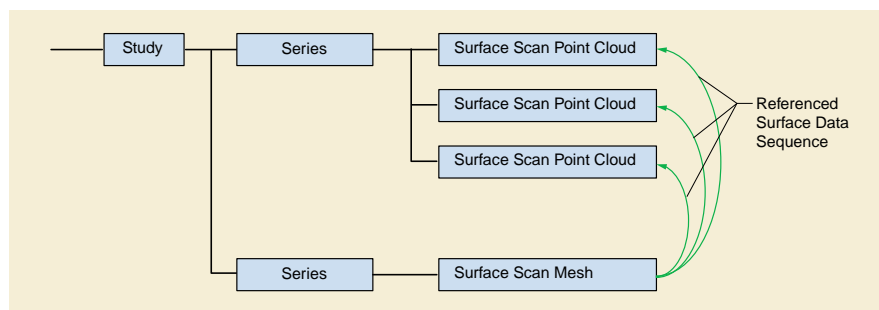 Study
Series
Surface Scan Point Cloud
Surface Scan Point Cloud
Surface Scan Point Cloud
Referenced
Surface Data
Sequence
Series
Surface Scan Mesh